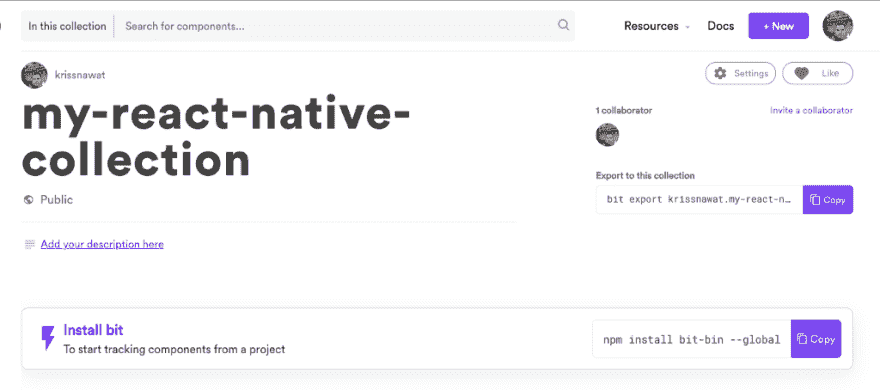 In this collection
Search for components...
Resources
Docs
+ New
krissnawat
Settings
Like
my-react-native-
collection
1 collaborator
Invite a collaborator
Public
Export to this collection
bit export krissnawat.my-react-n…
Copy
Add your description here
Install bit
To start tracking components from a project
npm install bit-bin --global
Copy